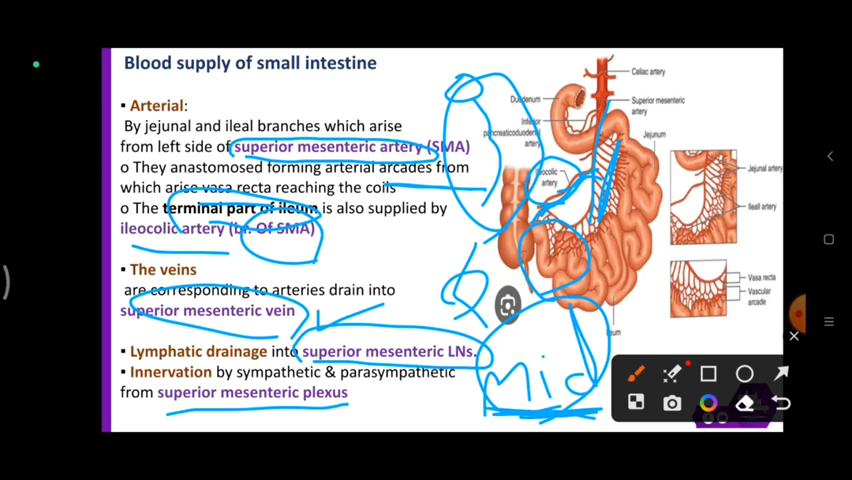 Blood supply of small intestine
▪ Arterial:
By jejunal and ileal branches which arise
from left side of superior mesenteric artery (SMA)
o They anastomosed forming arterial arcades from
which arise vasa recta reaching the coils
o The terminal part of ileum is also supplied by
ileocolic artery (br. Of SMA)
▪ The veins
are corresponding to arteries drain into
superior mesenteric vein
▪ Lymphatic drainage into superior mesenteric LNs.
▪ Innervation by sympathetic & parasympathetic
from superior mesenteric plexus
Celiac artery
Duodenum
Superior mesenteric
artery
Inferior
pancreaticoduodenal
artery
Jejunum
Ileocolic
artery
Ileum
Jejunal artery
Ileall artery
Vasa recta
Vascular
arcade
Mid